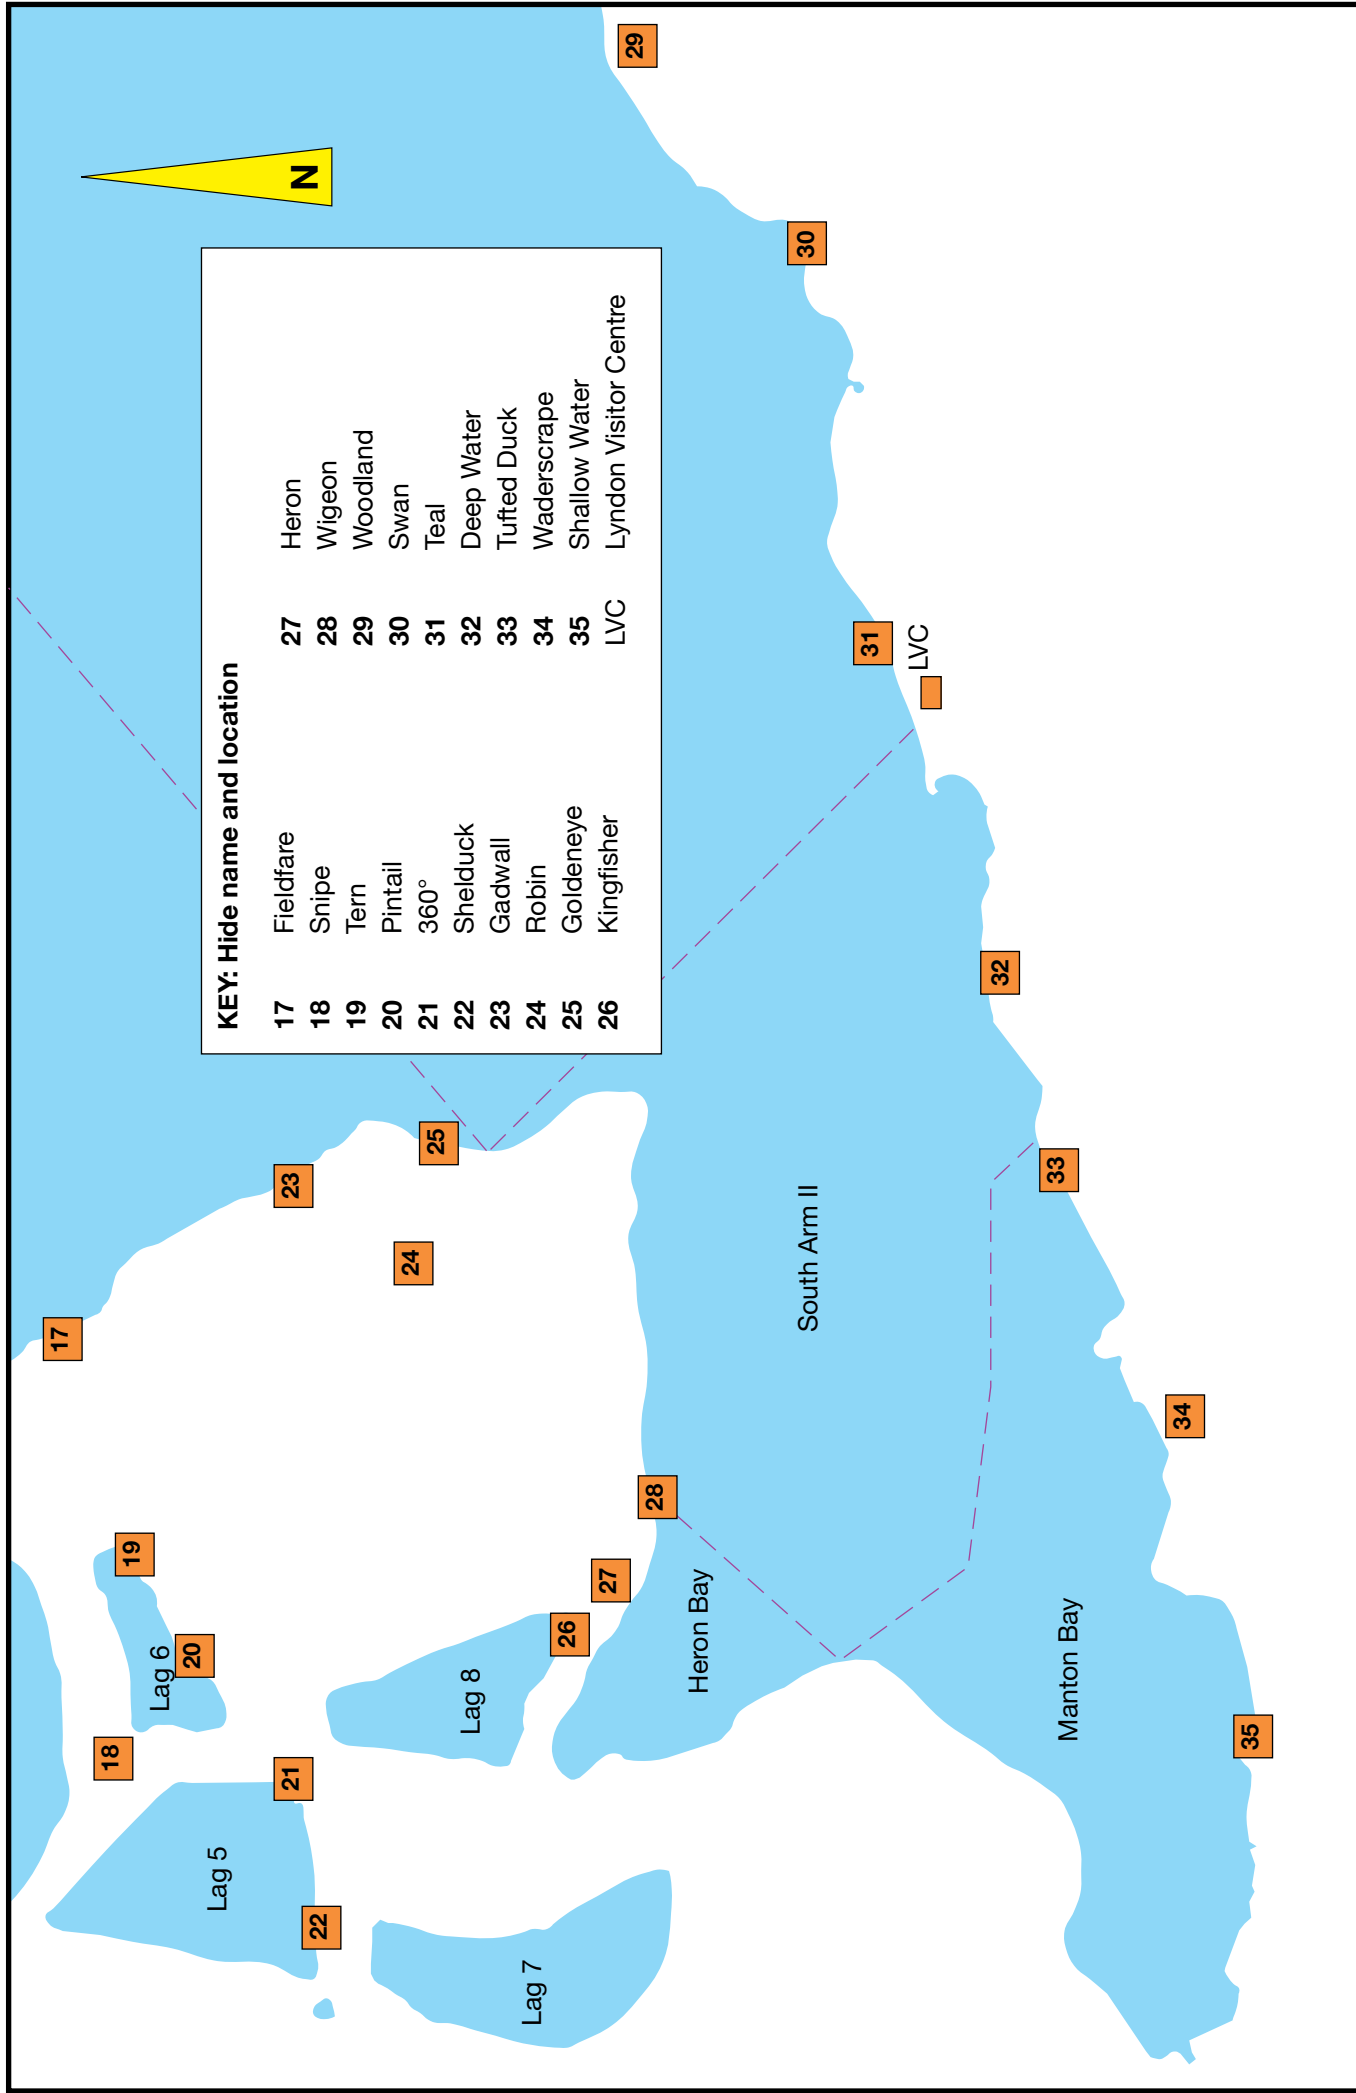 N
KEY: Hide name and location
17 Fieldfare
18 Snipe
19 Tern
20 Pintail
21 360°
22 Shelduck
23 Gadwall
24 Robin
25 Goldeneye
26 Kingfisher
27 Heron
28 Wigeon
29 Woodland
30 Swan
31 Teal
32 Deep Water
33 Tufted Duck
34 Waderscrape
35 Shallow Water
LVC Lyndon Visitor Centre
17
18
19
Lag 6
20
Lag 5
21
22
23
24
25
Lag 8
Lag 7
26
27
28
29
Heron Bay
South Arm II
30
31
LVC
32
33
Manton Bay
34
35